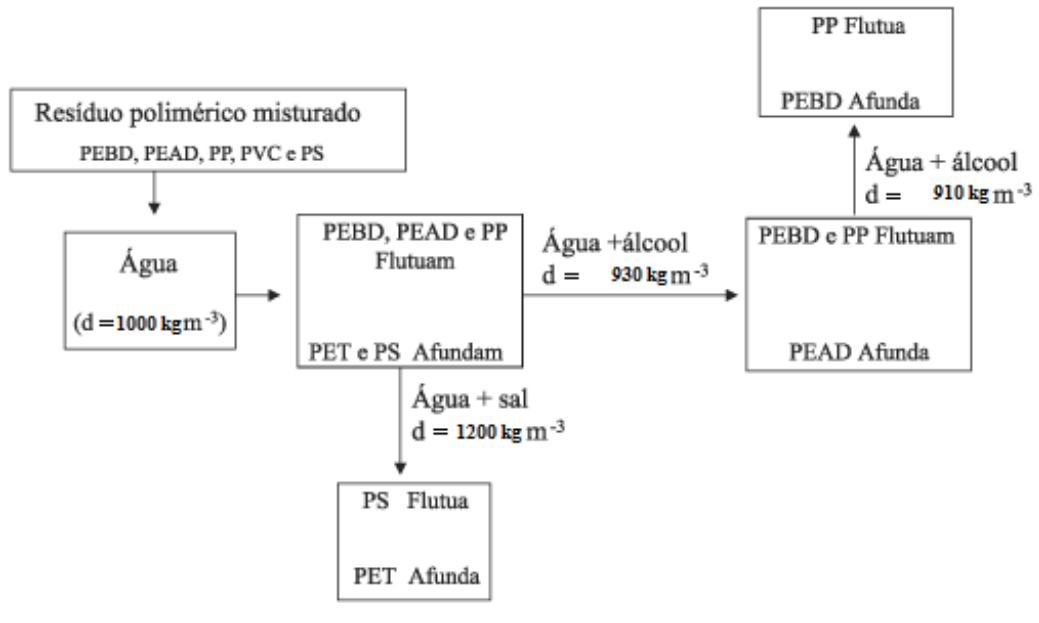 Resíduo polimérico misturado
PEBD, PEAD, PP, PVC e PS
Água
(d =1000 kg m -3)
PEBD, PEAD e PP
Flutuam
PET e PS Afundam
Água + sal
d = 1200 kg m -3
PS Flutua
PET Afunda
Água +álcool
d = 930 kg m -3
PEBD e PP Flutuam
PEAD Afunda
Água + álcool
d = 910 kg m -3
PP Flutua
PEBD Afunda